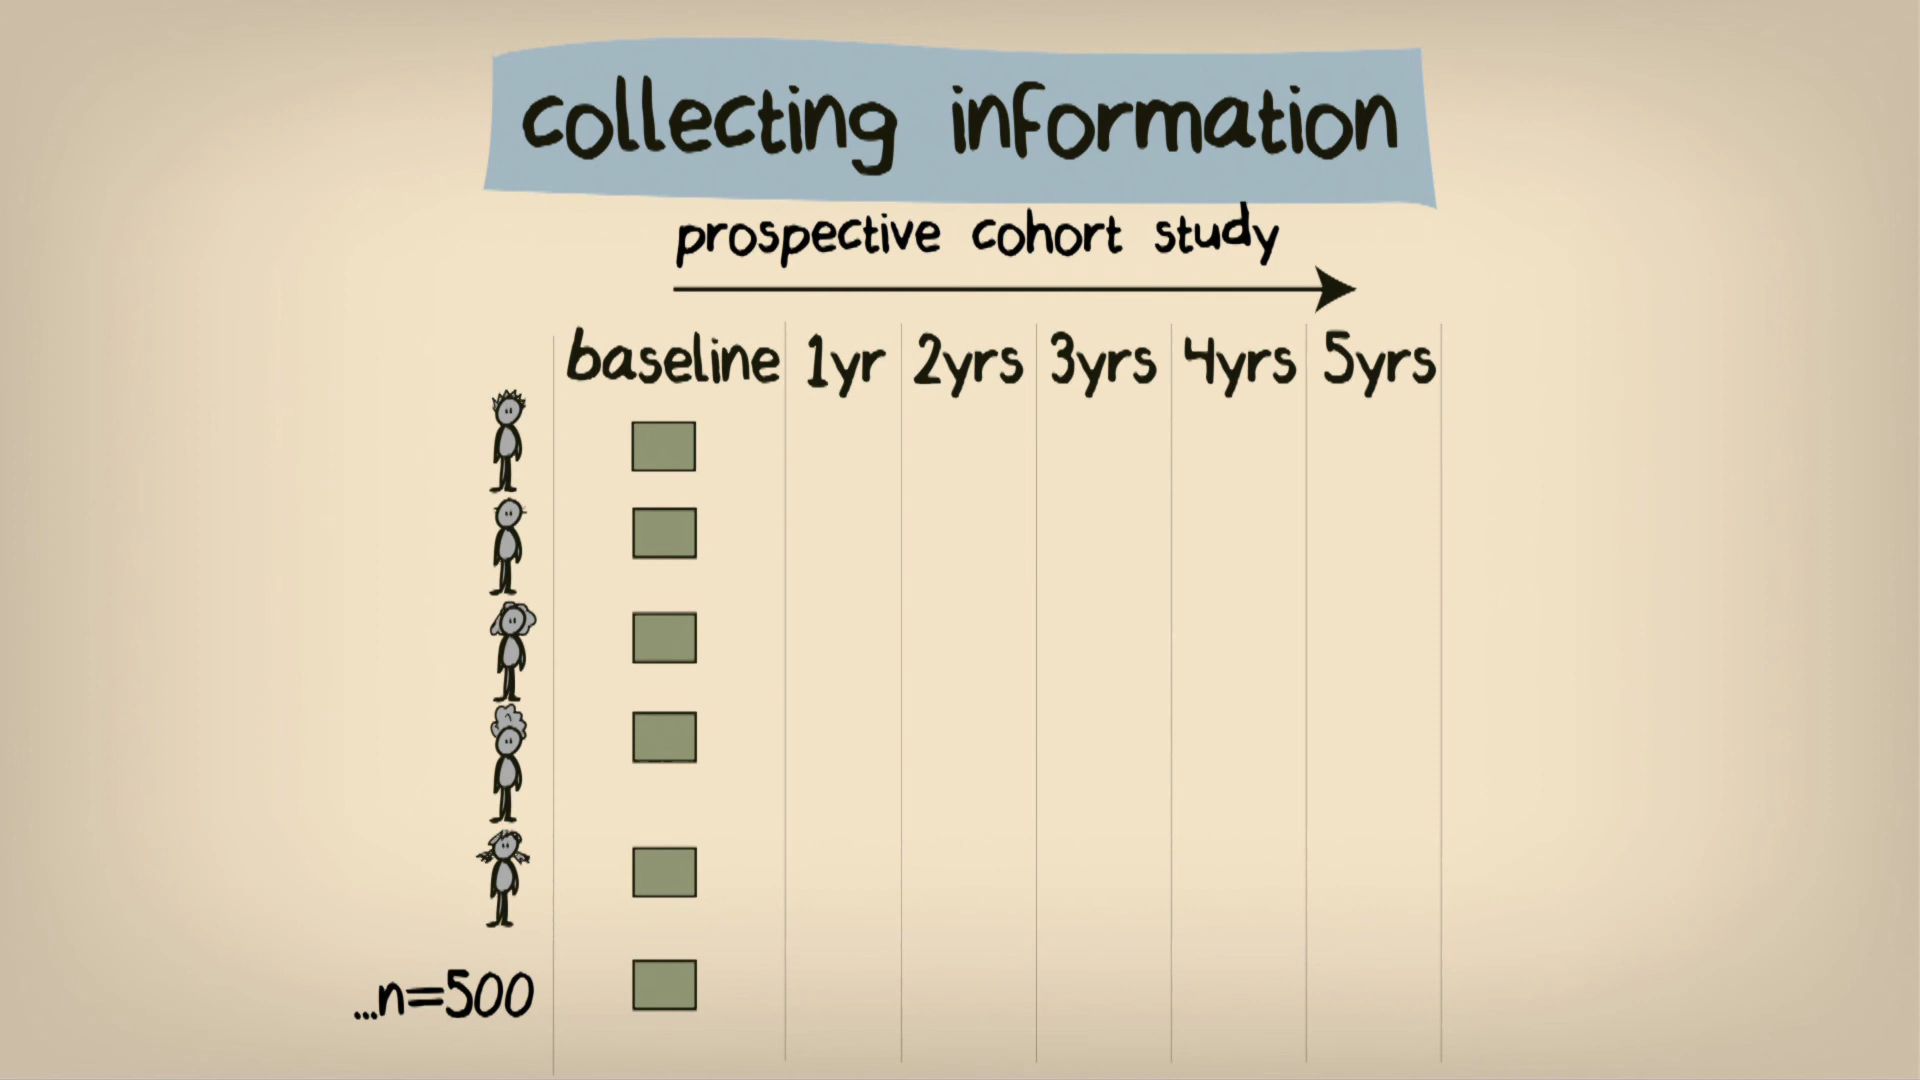 collecting information
prospective cohort study
baseline 1yr 2yrs 3yrs 4yrs 5yrs
...n=500